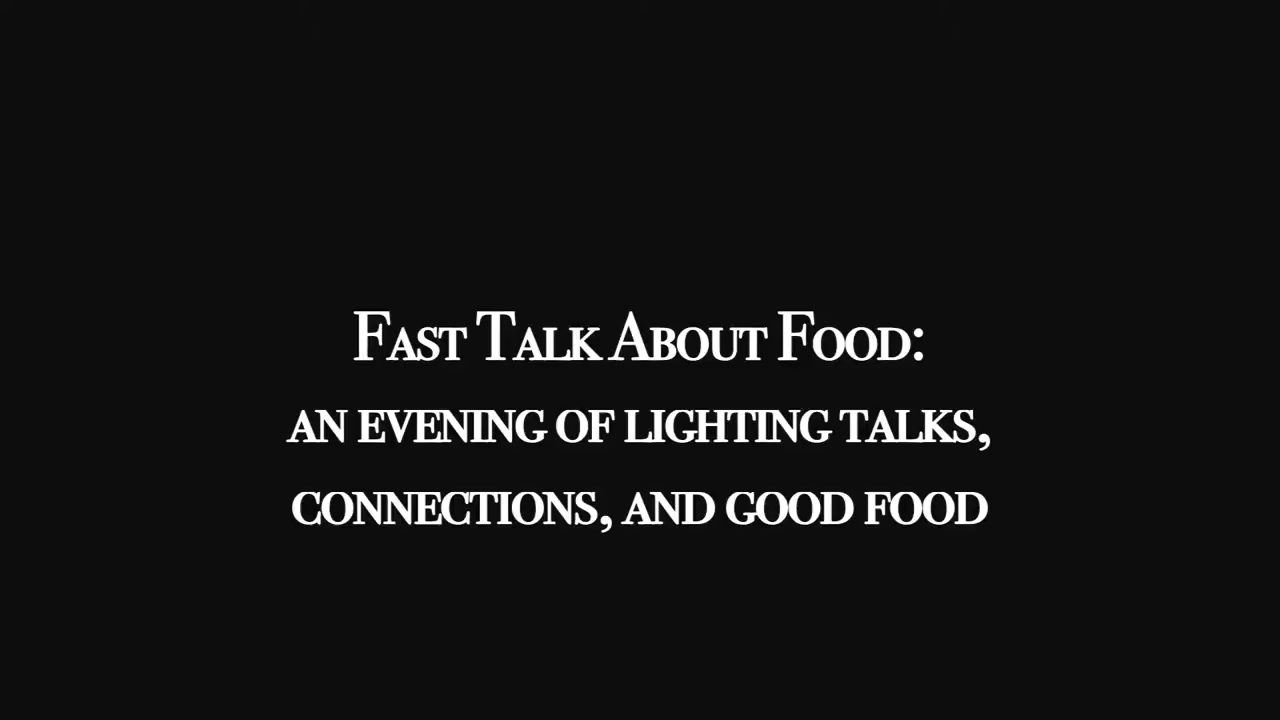 Fast Talk About Food:
an evening of lighting talks,
connections, and good food